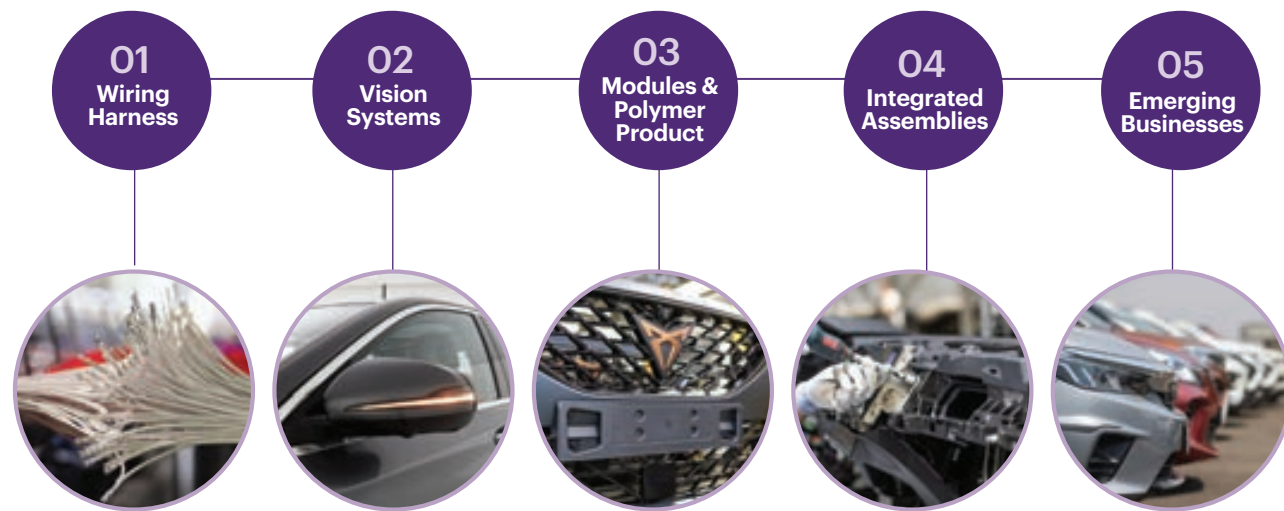 01
Wiring
Harness
02
Vision
Systems
03
Modules &
Polymer
Product
04
Integrated
Assemblies
05
Emerging
Businesses